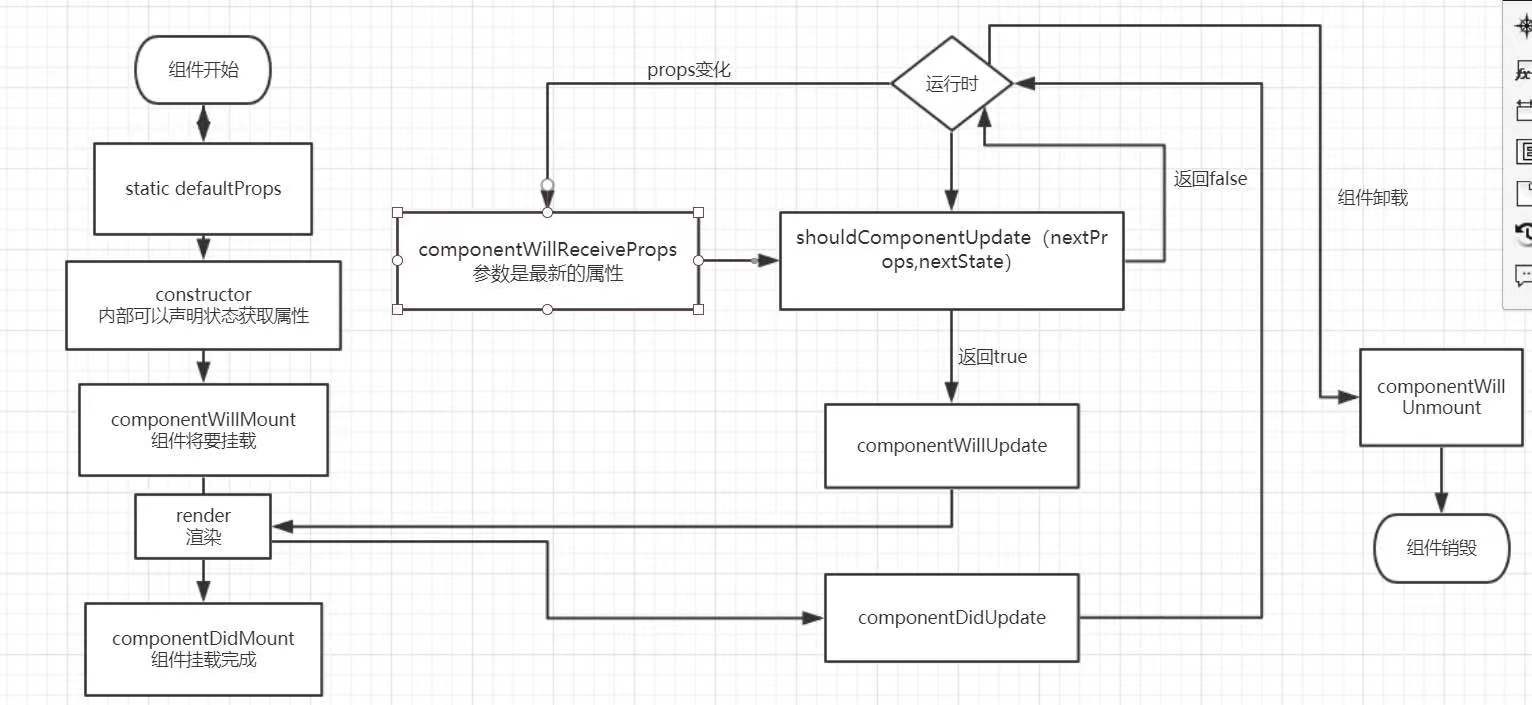 组件开始
static defaultProps
constructor
内部可以声明状态获取属性
componentWillMount
组件将要挂载
render
渲染
componentDidMount
组件挂载完成
props变化
运行时
componentWillReceiveProps
参数是最新的属性
shouldComponentUpdate（nextPr
ops,nextState）
返回false
返回true
componentWillUpdate
componentDidUpdate
组件卸载
componentWill
Unmount
组件销毁